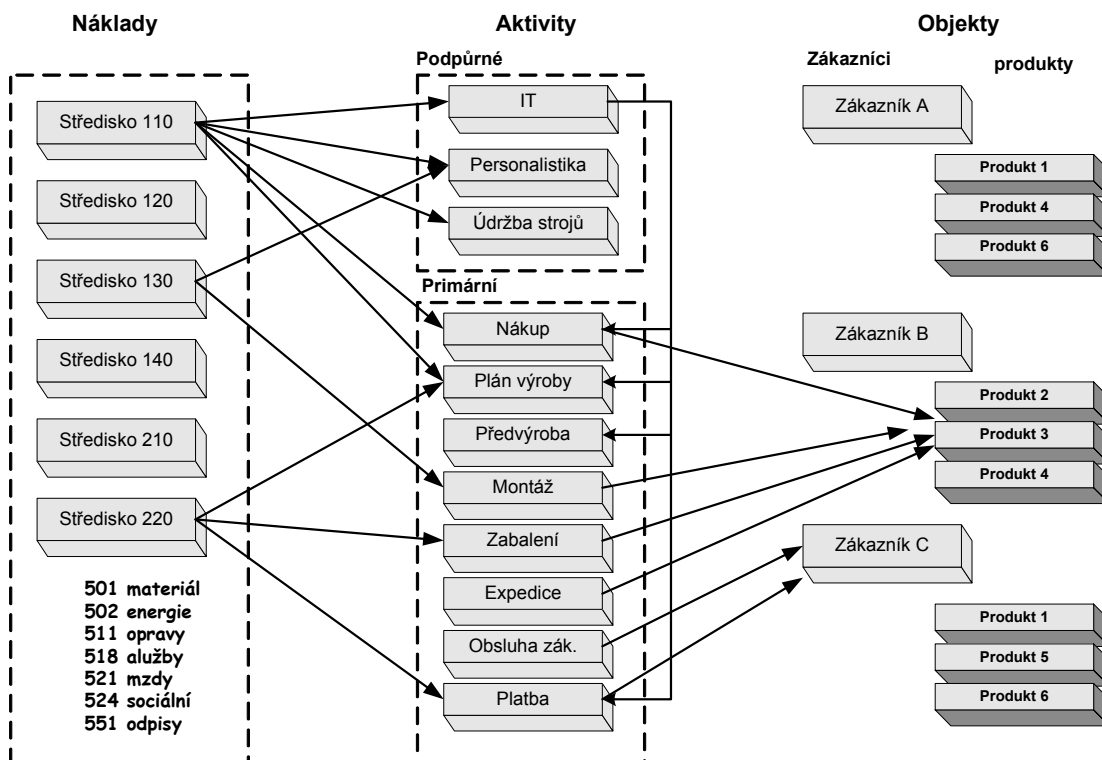 Náklady
Středisko 110
Středisko 120
Středisko 130
Středisko 140
Středisko 210
Středisko 220
501 materiál
502 energie
511 opravy
518 alužby
521 mzdy
524 sociální
551 odpisy
Aktivity
Podpůrné
IT
Personalistika
Údržba strojů
Primární
Nákup
Plán výroby
Předvýroba
Montáž
Zabalení
Expedice
Obsluha zák.
Platba
Objekty
Zákazníci
produkty
Zákazník A
Produkt 1
Produkt 4
Produkt 6
Zákazník B
Produkt 2
Produkt 3
Produkt 4
Zákazník C
Produkt 1
Produkt 5
Produkt 6